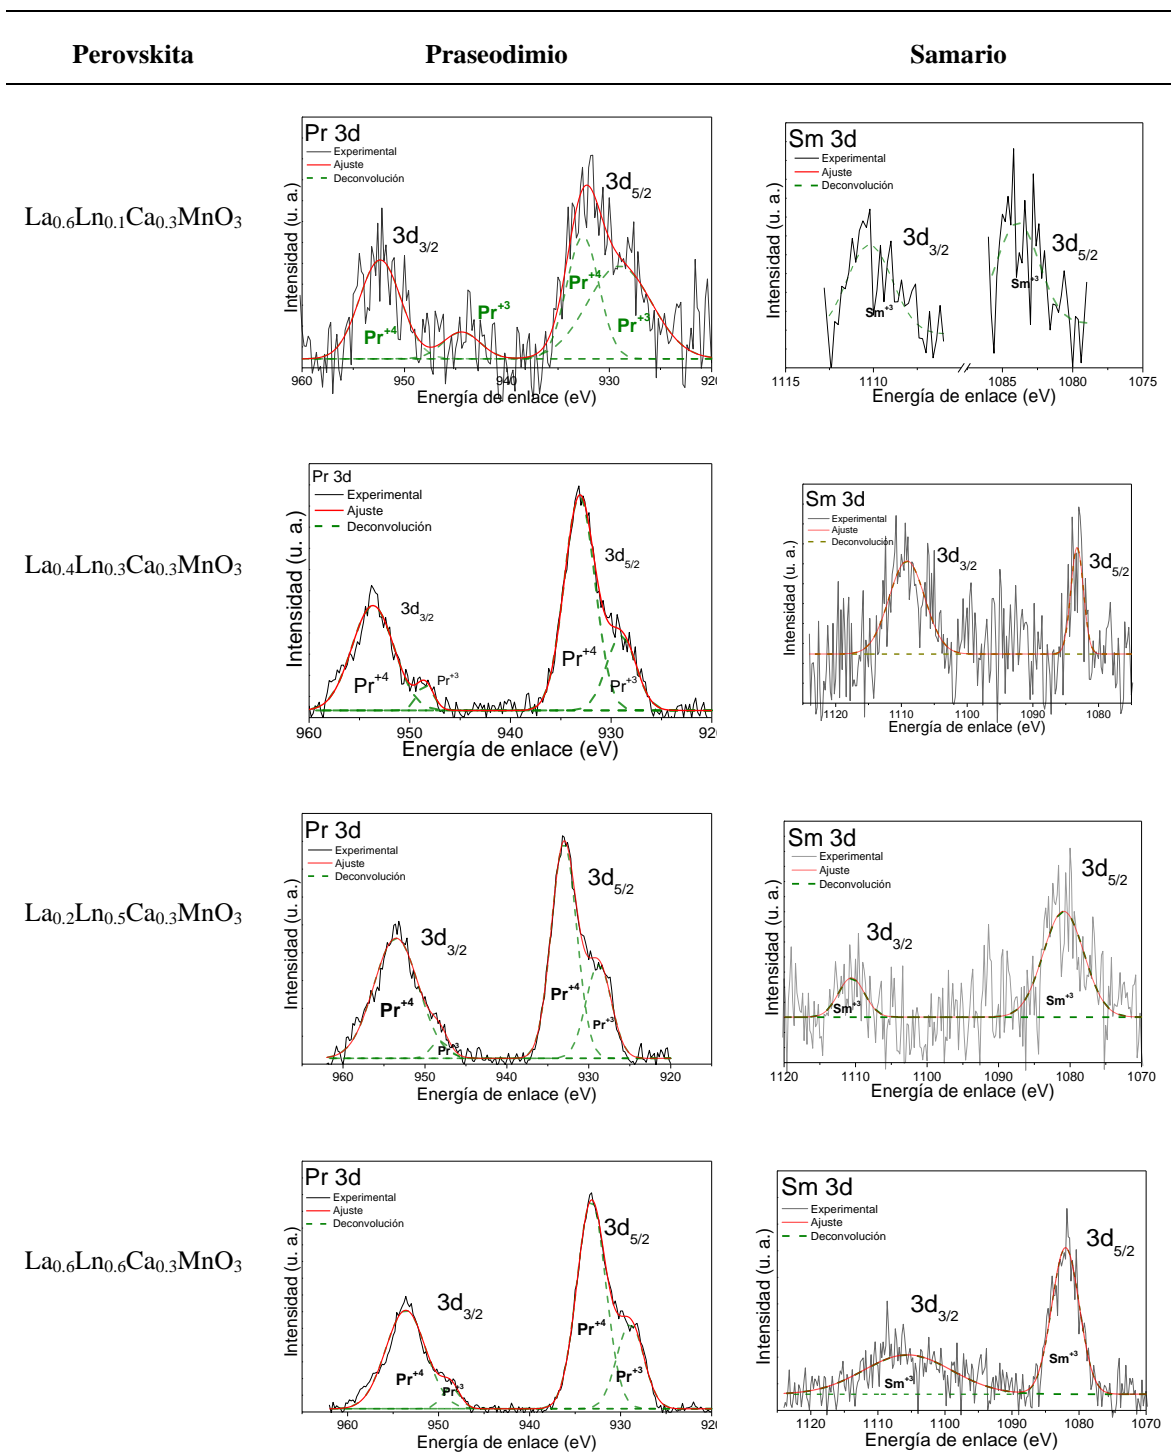 Perovskita Praseodimio Samario
La0.6Ln0.1Ca0.3MnO3
Pr 3d
Experimental
Ajuste
Deconvolución
3d5/2
3d3/2
Pr+4
Pr+3
Pr+4
Pr+3
Intensidad (u. a.)
960 950 940 930 920
Energía de enlace (eV)
Sm 3d
Experimental
Ajuste
Deconvolución
3d3/2
3d5/2
Sm+3
Sm+3
Intensidad (u. a.)
1115 1110 1085 1080 1075
Energía de enlace (eV)
La0.4Ln0.3Ca0.3MnO3
Pr 3d
Experimental
Ajuste
Deconvolución
3d5/2
3d3/2
Pr+4
Pr+3
Pr+4
Pr+3
Intensidad (u. a.)
960 950 940 930 920
Energía de enlace (eV)
Sm 3d
Experimental
Ajuste
Deconvolución
3d3/2
3d5/2
Intensidad (u. a.)
1120 1110 1100 1090 1080
Energía de enlace (eV)
La0.2Ln0.5Ca0.3MnO3
Pr 3d
Experimental
Ajuste
Deconvolución
3d5/2
3d3/2
Pr+4
Pr+3
Pr+4
Pr+3
Intensidad (u. a.)
960 950 940 930 920
Energía de enlace (eV)
Sm 3d
Experimental
Ajuste
Deconvolución
3d5/2
3d3/2
Sm+3
Sm+3
Intensidad (u. a.)
1120 1110 1100 1090 1080 1070
Energía de enlace (eV)
La0.6Ln0.6Ca0.3MnO3
Pr 3d
Experimental
Ajuste
Deconvolución
3d5/2
3d3/2
Pr+4
Pr+3
Pr+4
Pr+3
Intensidad (u. a.)
960 950 940 930 920
Energía de enlace (eV)
Sm 3d
Experimental
Ajuste
Deconvolución
3d5/2
3d3/2
Sm+3
Sm+3
Intensidad (u. a.)
1120 1110 1100 1090 1080 1070
Energía de enlace (eV)